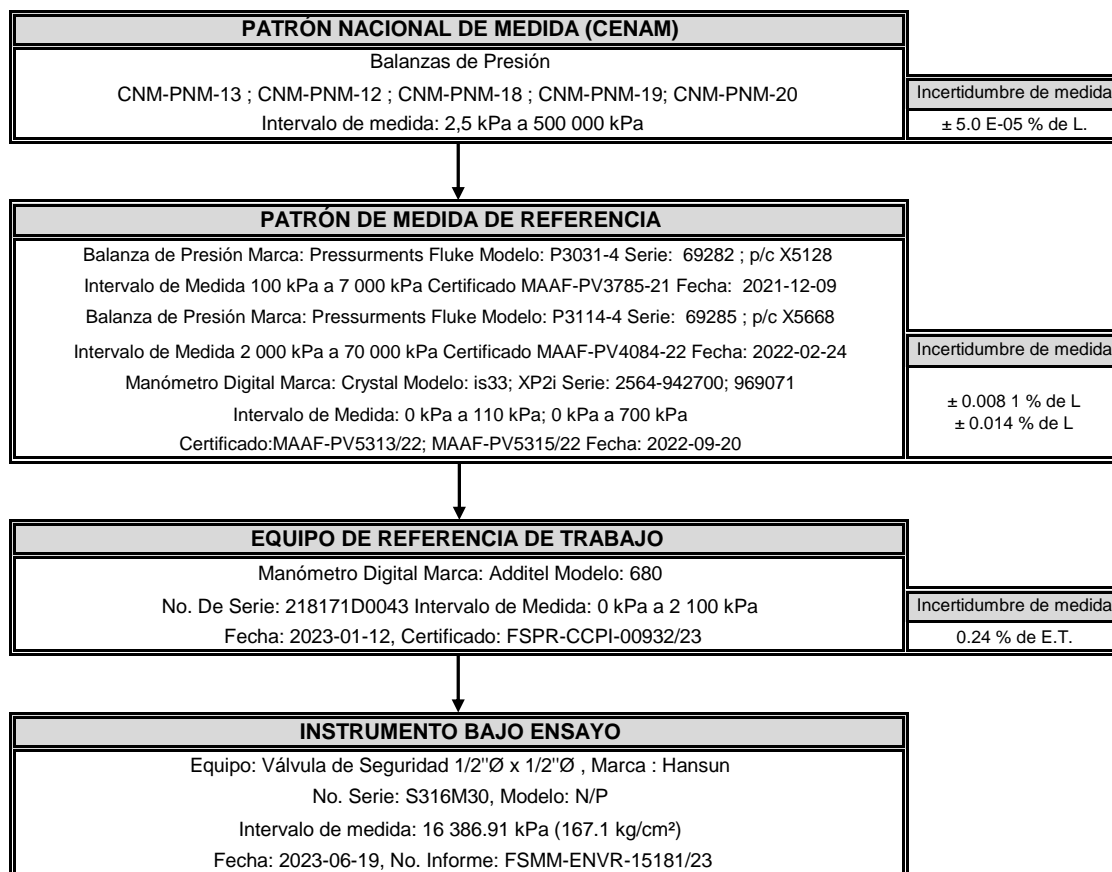 PATRÓN NACIONAL DE MEDIDA (CENAM)
Balanzas de Presión
CNM-PNM-13 ; CNM-PNM-12 ; CNM-PNM-18 ; CNM-PNM-19; CNM-PNM-20
Intervalo de medida: 2,5 kPa a 500 000 kPa
Incertidumbre de medida
± 5.0 E-05 % de L.
PATRÓN DE MEDIDA DE REFERENCIA
Balanza de Presión Marca: Pressurments Fluke Modelo: P3031-4 Serie: 69282 ; p/c X5128
Intervalo de Medida 100 kPa a 7 000 kPa Certificado MAAF-PV3785-21 Fecha: 2021-12-09
Balanza de Presión Marca: Pressurments Fluke Modelo: P3114-4 Serie: 69285 ; p/c X5668
Intervalo de Medida 2 000 kPa a 70 000 kPa Certificado MAAF-PV4084-22 Fecha: 2022-02-24
Manómetro Digital Marca: Crystal Modelo: is33; XP2i Serie: 2564-942700; 969071
Intervalo de Medida: 0 kPa a 110 kPa; 0 kPa a 700 kPa
Certificado:MAAF-PV5313/22; MAAF-PV5315/22 Fecha: 2022-09-20
Incertidumbre de medida
± 0.008 1 % de L
± 0.014 % de L
EQUIPO DE REFERENCIA DE TRABAJO
Manómetro Digital Marca: Additel Modelo: 680
No. De Serie: 218171D0043 Intervalo de Medida: 0 kPa a 2 100 kPa
Fecha: 2023-01-12, Certificado: FSPR-CCPI-00932/23
Incertidumbre de medida
0.24 % de E.T.
INSTRUMENTO BAJO ENSAYO
Equipo: Válvula de Seguridad 1/2"Ø x 1/2"Ø , Marca : Hansun
No. Serie: S316M30, Modelo: N/P
Intervalo de medida: 16 386.91 kPa (167.1 kg/cm²)
Fecha: 2023-06-19, No. Informe: FSMM-ENVR-15181/23